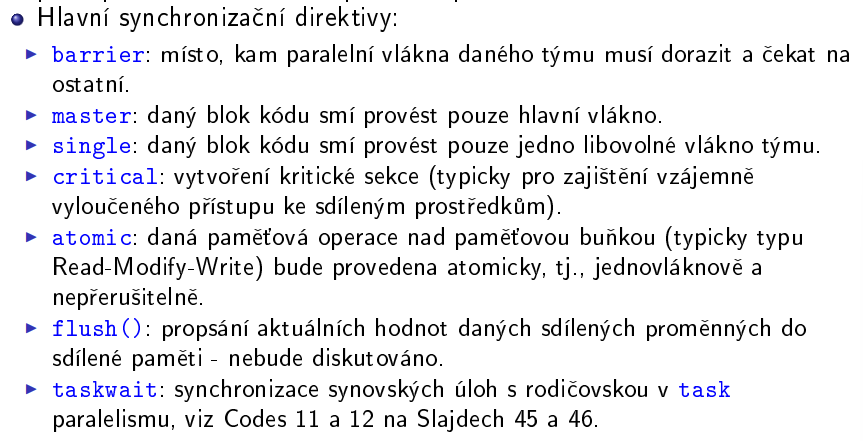 Hlavní synchronizační direktivy:
barrier: místo, kam paralelní vlákna daného týmu musí dorazit a čekat na
ostatní.
master: daný blok kódu smí provést pouze hlavní vlákno.
single: daný blok kódu smí provést pouze jedno libovolné vlákno týmu.
critical: vytvoření kritické sekce (typicky pro zajištění vzájemně
vyloučeného přístupu ke sdíleným prostředkům).
atomic: daná paměťová operace nad paměťovou buňkou (typicky typu
Read-Modify-Write) bude provedena atomicky, tj., jednovláknově a
nepřerušitelně.
flush(): propsání aktuálních hodnot daných sdílených proměnných do
sdílené paměti - nebude diskutováno.
taskwait: synchronizace synovských úloh s rodičovskou v task
paralelismu, viz Codes 11 a 12 na Slajdech 45 a 46.